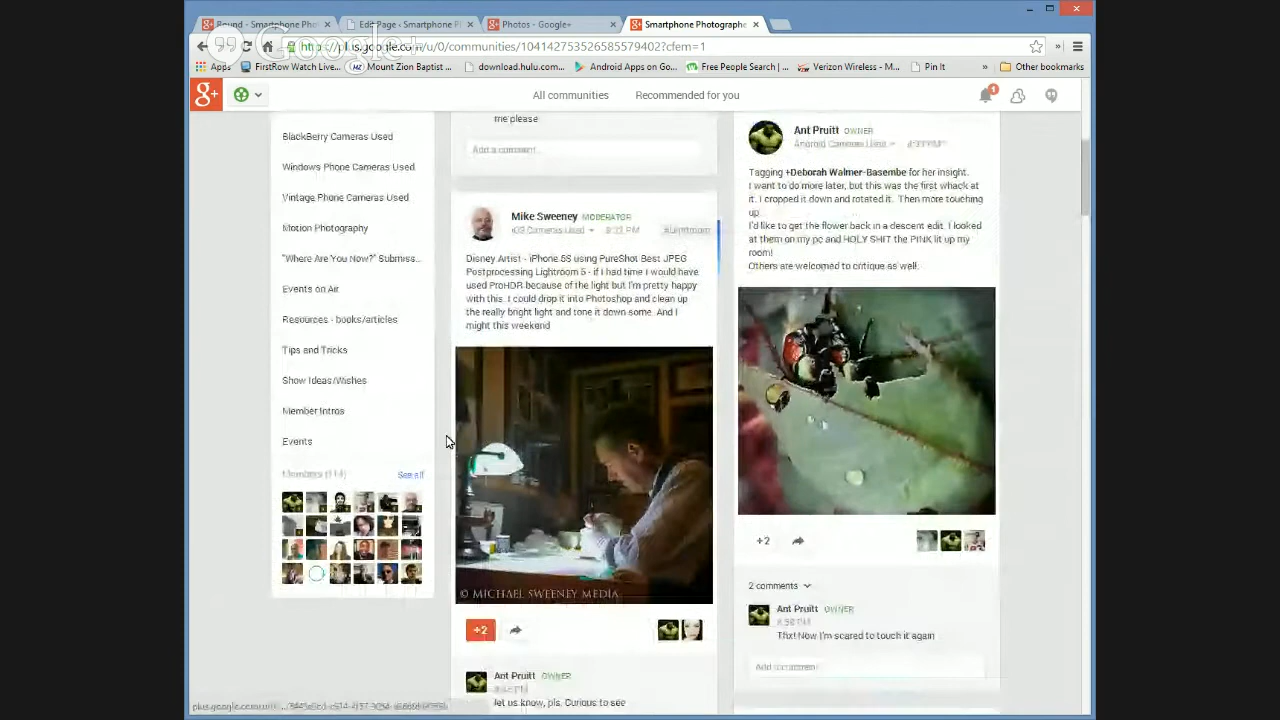 Round - Smartphone Pho
Edit Page ‹ Smartphone P
Photos - Google+
Smartphone Photographe
Google+
https://plus.google.com/u/0/communities/104142753526585579402?cfem=1
Apps
FirstRow Watch Live...
Mount Zion Baptist ...
download.hulu.com...
Android Apps on Go...
Free People Search | ...
Verizon Wireless - M...
Pin It
»
Other bookmarks
g+
All communities
Recommended for you
1
BlackBerry Cameras Used
Windows Phone Cameras Used
Vintage Phone Cameras Used
Motion Photography
"Where Are You Now?" Submiss...
Events on Air
Resources - books/articles
Tips and Tricks
Show Ideas/Wishes
Member Intros
Events
Members (114)
See all
me please
Add a comment...
Mike Sweeney MODERATOR
iOS Cameras Used
#Lightroom
Disney Artist - iPhone 5S using PureShot Best JPEG
Postprocessing Lightroom 5 - if I had time I would have
used ProHDR because of the light but I'm pretty happy
with this. I could drop it into Photoshop and clean up
the really bright light and tone it down some. And I
might this weekend
© MICHAEL SWEENEY MEDIA
+2
Ant Pruitt OWNER
let us know, pls. Curious to see
Ant Pruitt OWNER
Android Cameras Used
Tagging +Deborah Walmer-Basembe for her insight.
I want to do more later, but this was the first whack at
it. I cropped it down and rotated it. Then more touching
up.
I'd like to get the flower back in a descent edit. I looked
at them on my pc and HOLY SHIT the PINK lit up my
room!
Others are welcomed to critique as well.
+2
2 comments
Ant Pruitt OWNER
Thx! Now I'm scared to touch it again
Add a comment...